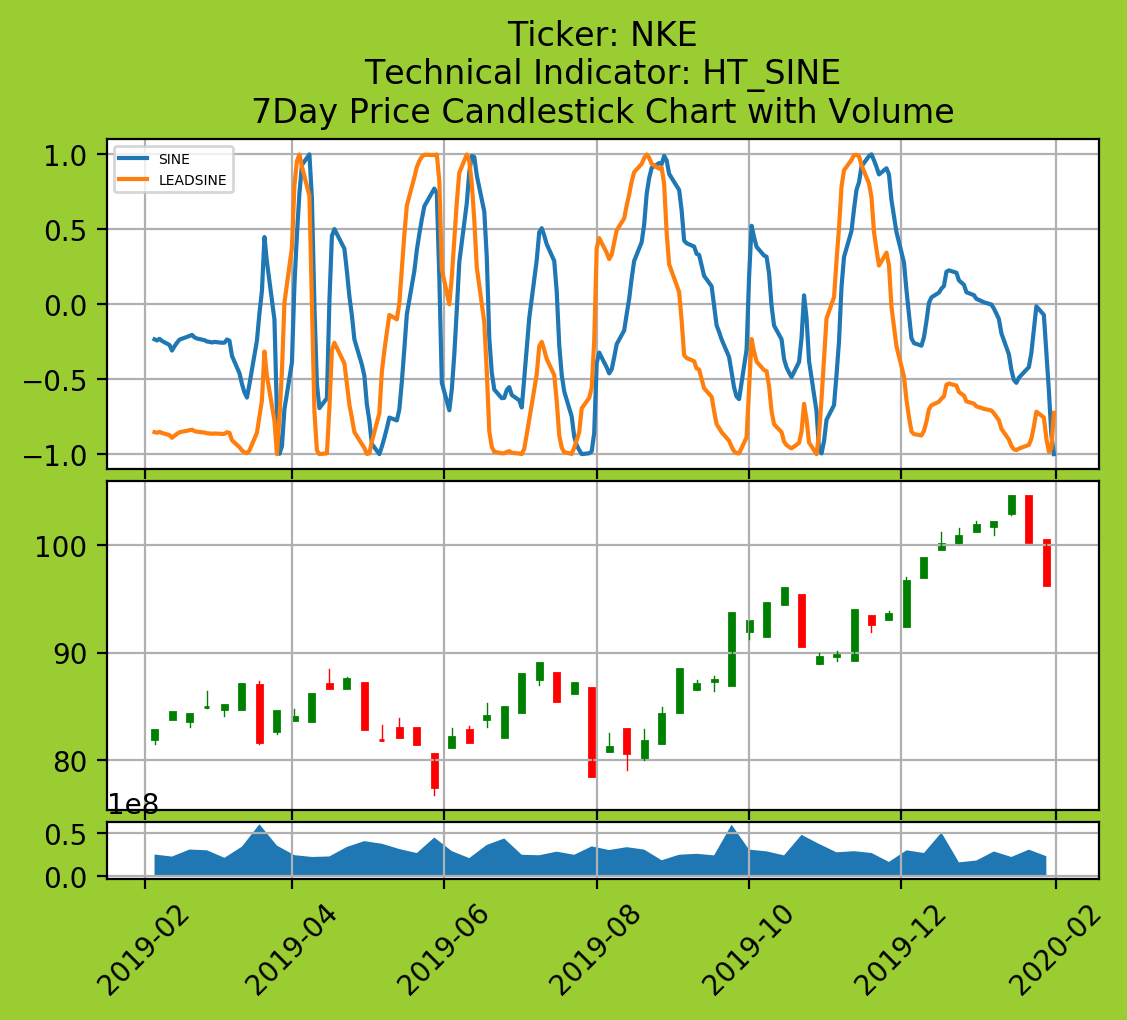 Ticker: NKE
Technical Indicator: HT_SINE
7Day Price Candlestick Chart with Volume
1.0
SINE
LEADSINE
0.5
0.0
−0.5
−1.0
100
90
80
1e8
0.5
0.0
2019-02
2019-04
2019-06
2019-08
2019-10
2019-12
2020-02